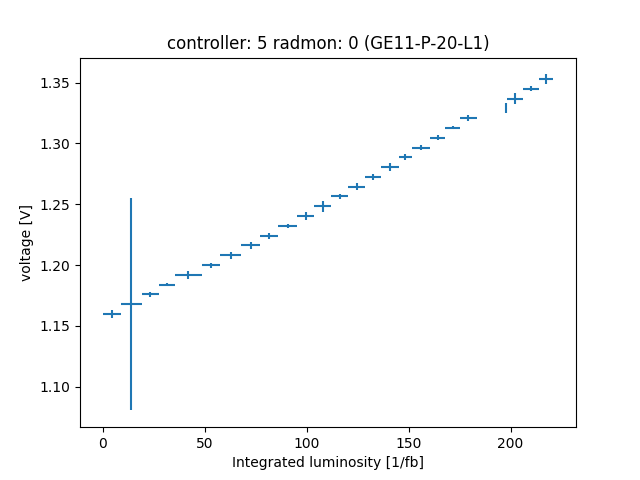 controller: 5 radmon: 0 (GE11-P-20-L1)
1.35
1.30
1.25
1.20
1.15
1.10
voltage [V]
0 50 100 150 200
Integrated luminosity [1/fb]